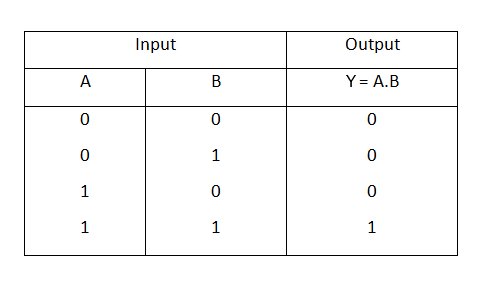 Input Output
A B Y = A.B
0 0 0
0 1 0
1 0 0
1 1 1